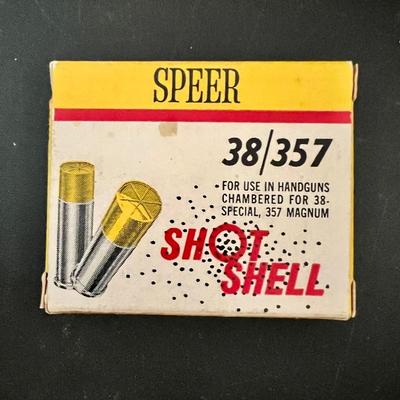 SPEER
38/357
FOR USE IN HANDGUNS
CHAMBERED FOR 38-
SPECIAL, 357 MAGNUM
SHOT
SHELL